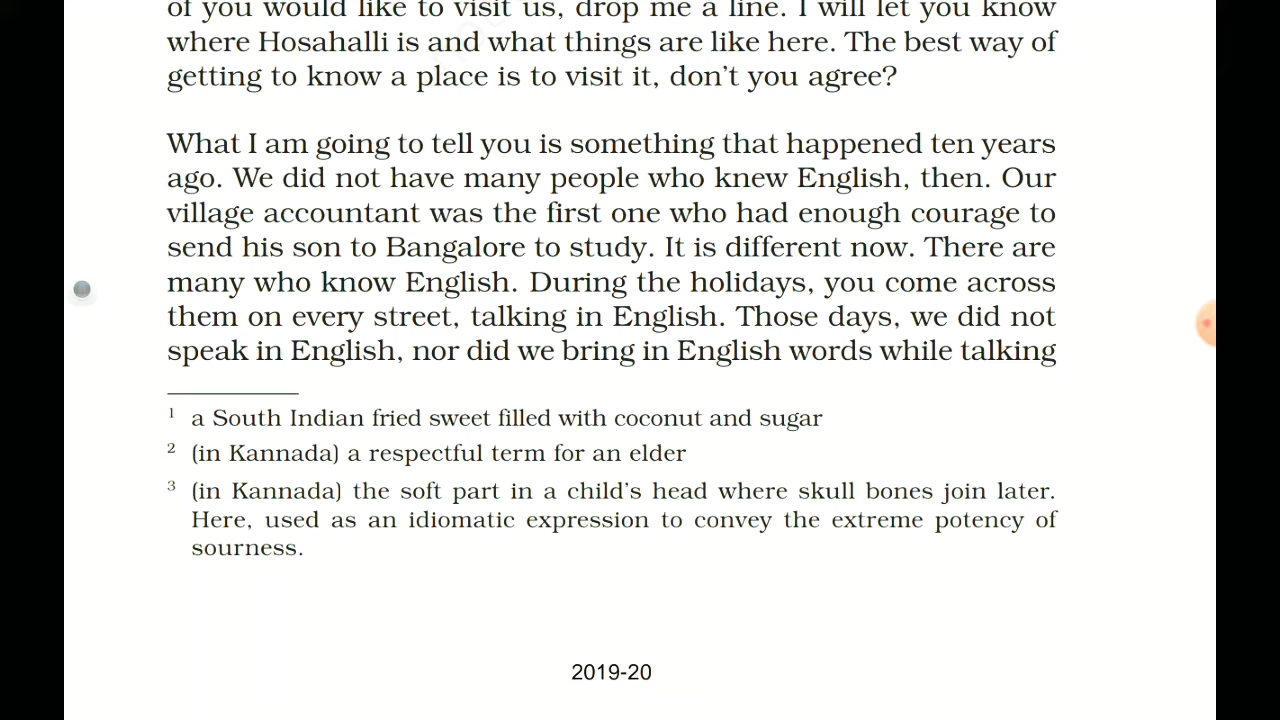 of you would like to visit us, drop me a line. I will let you know
where Hosahalli is and what things are like here. The best way of
getting to know a place is to visit it, don't you agree?
What I am going to tell you is something that happened ten years
ago. We did not have many people who knew English, then. Our
village accountant was the first one who had enough courage to
send his son to Bangalore to study. It is different now. There are
many who know English. During the holidays, you come across
them on every street, talking in English. Those days, we did not
speak in English, nor did we bring in English words while talking
1 a South Indian fried sweet filled with coconut and sugar
2 (in Kannada) a respectful term for an elder
3 (in Kannada) the soft part in a child's head where skull bones join later.
Here, used as an idiomatic expression to convey the extreme potency of
sourness.
2019-20